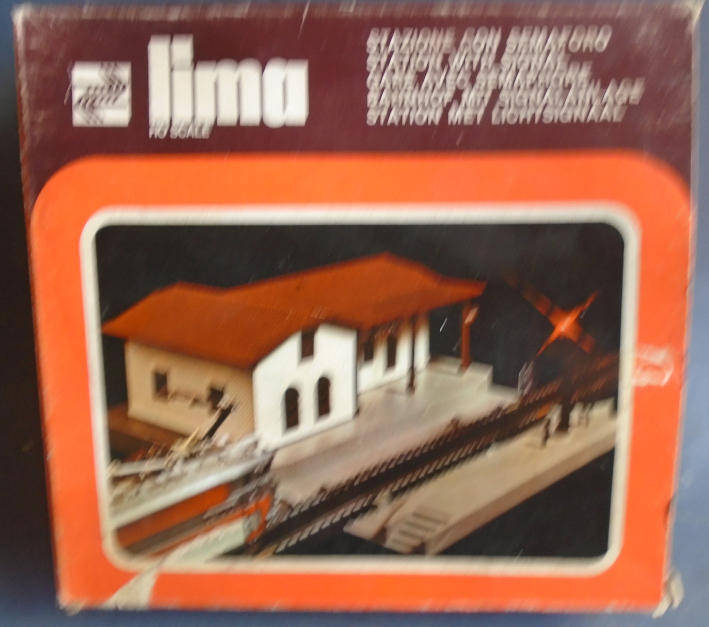 lima
HO SCALE
STAZIONE CON SEMAFORO
STATION WITH SIGNAL
GARE AVEC SEMAPHORE
BAHNHOF MIT SIGNALANLAGE
STATION MET LICHTSIGNAAL